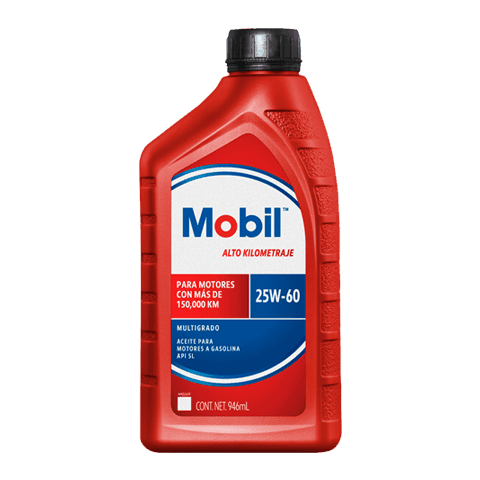 Mobil™
ALTO KILOMETRAJE
PARA MOTORES
CON MÁS DE
150,000 KM
25W-60
MULTIGRADO
ACEITE PARA
MOTORES A GASOLINA
API SL
CONT. NET. 946mL